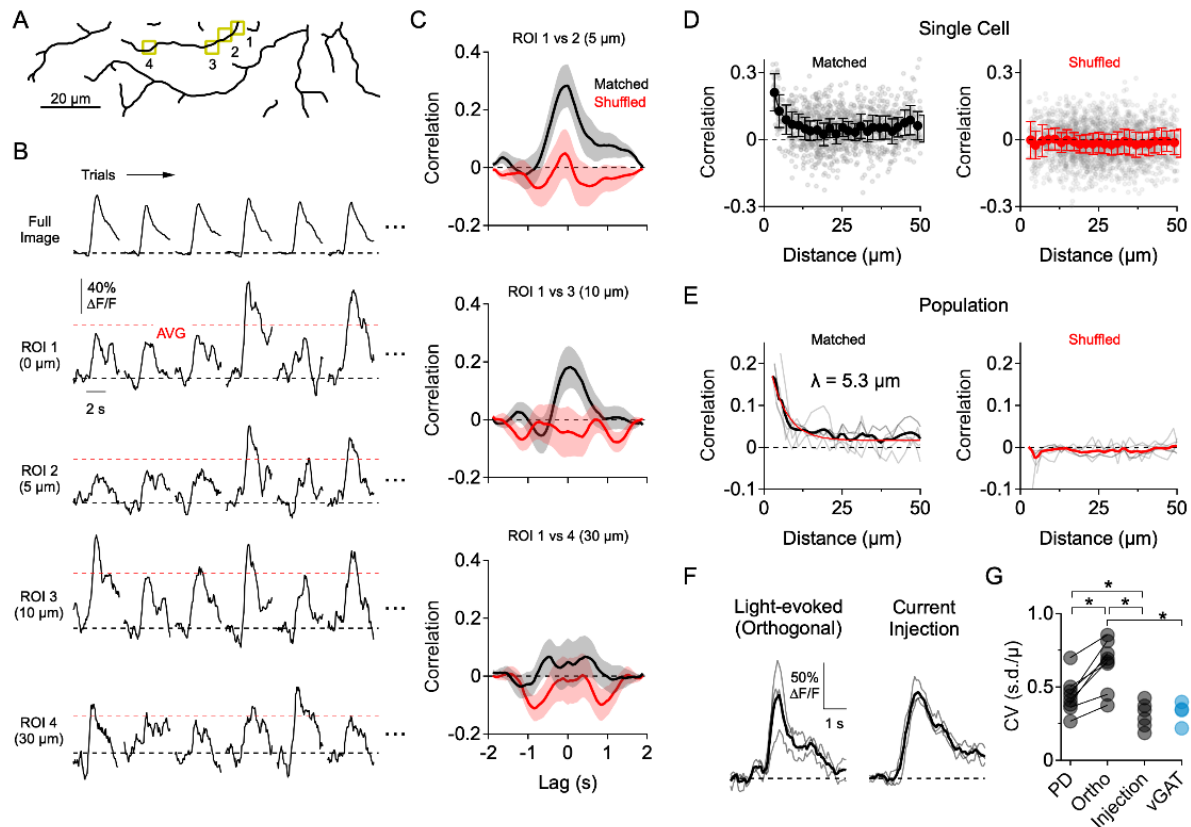 A
1
2
3
4
20 µm
B
Trials
Full
Image
...
40%
ΔF/F
AVG
ROI 1
(0 µm)
...
2 s
ROI 2
(5 µm)
...
ROI 3
(10 µm)
...
ROI 4
(30 µm)
...
C
ROI 1 vs 2 (5 µm)
Matched
Shuffled
Correlation
0.4
0.2
0
-0.2
ROI 1 vs 3 (10 µm)
Correlation
0.4
0.2
0
-0.2
ROI 1 vs 4 (30 µm)
Correlation
0.4
0.2
0
-0.2
-2 -1 0 1 2
Lag (s)
D
Single Cell
Matched
Correlation
0.3
0
-0.3
0 25 50
Distance (µm)
Shuffled
Correlation
0.3
0
-0.3
0 25 50
Distance (µm)
E
Population
Matched
λ = 5.3 µm
Correlation
0.2
0.1
0
-0.1
0 25 50
Distance (µm)
Shuffled
Correlation
0.2
0.1
0
-0.1
0 25 50
Distance (µm)
F
Light-evoked
(Orthogonal)
50%
ΔF/F
1 s
Current
Injection
G
* 
* * 
*
CV (s.d./µ)
1.0
0.5
0
PD
Ortho
Injection
vGAT